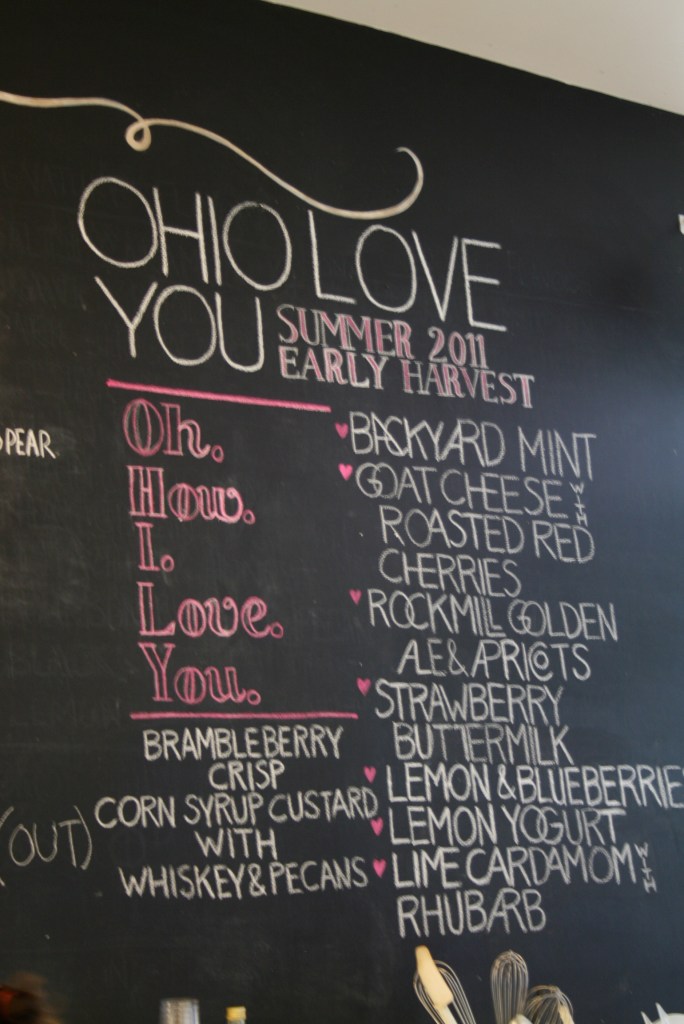 OHIO LOVE
YOU
SUMMER 2011
EARLY HARVEST
PEAR
Oh.
How.
I.
Love.
You.
BRAMBLEBERRY
CRISP
CORN SYRUP CUSTARD
WITH
WHISKEY & PECANS
(OUT)
BACKYARD MINT
GOAT CHEESE WITH
ROASTED RED
CHERRIES
ROCKMILL GOLDEN
ALE & APRICOTS
STRAWBERRY
BUTTERMILK
LEMON & BLUEBERRIES
LEMON YOGURT
LIME CARDAMOM WITH
RHUBARB